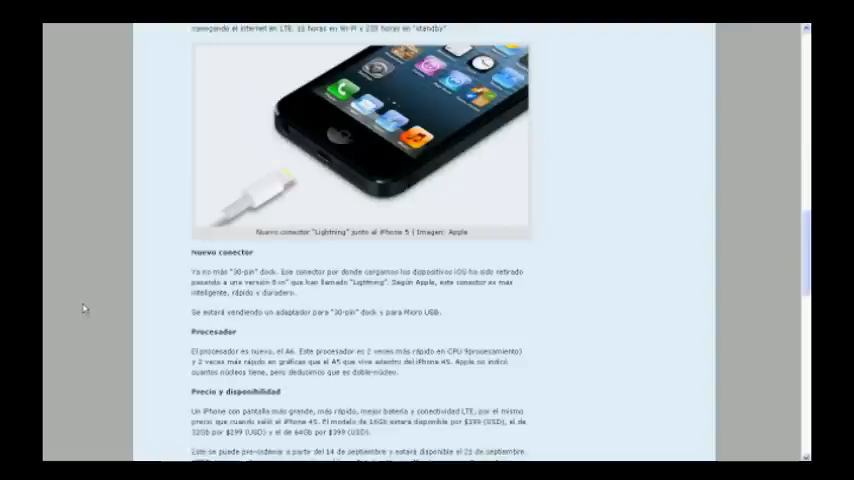 navegando el internet en LTE, 10 horas en Wi-Fi y 225 horas en "standby"
Nuevo conector "Lightning" junto al iPhone 5 | Imagen: Apple
Nuevo conector
Ya no más "30-pin" dock. Ese conector por donde cargamos los dispositivos iOS ha sido retirado
pasando a una versión que han llamado "Lightning". Según Apple, este conector es más
inteligente, rápido y duradero.
Se estará vendiendo un adaptador para "30-pin" dock y para Micro USB.
Procesador
El procesador es nuevo, el A6. Este procesador es 2 veces más rápido en CPU 9procesamiento)
y 2 veces más rápido en gráficas que el A5 que vive adentro del iPhone 4S. Apple no indicó
cuantos núcleos tiene, pero deducimos que es doble-núcleo.
Precio y disponibilidad
Un iPhone con pantalla más grande, más rápido, mejor batería y conectividad LTE, por el mismo
precio que cuando salió el iPhone 4S. El modelo de 16Gb estará disponible por (USD), el de
32Gb por (USD) y el de 64Gb por (USD).
Este se puede pre-ordenar a partir del 14 de septiembre y estará disponible el 21 de septiembre